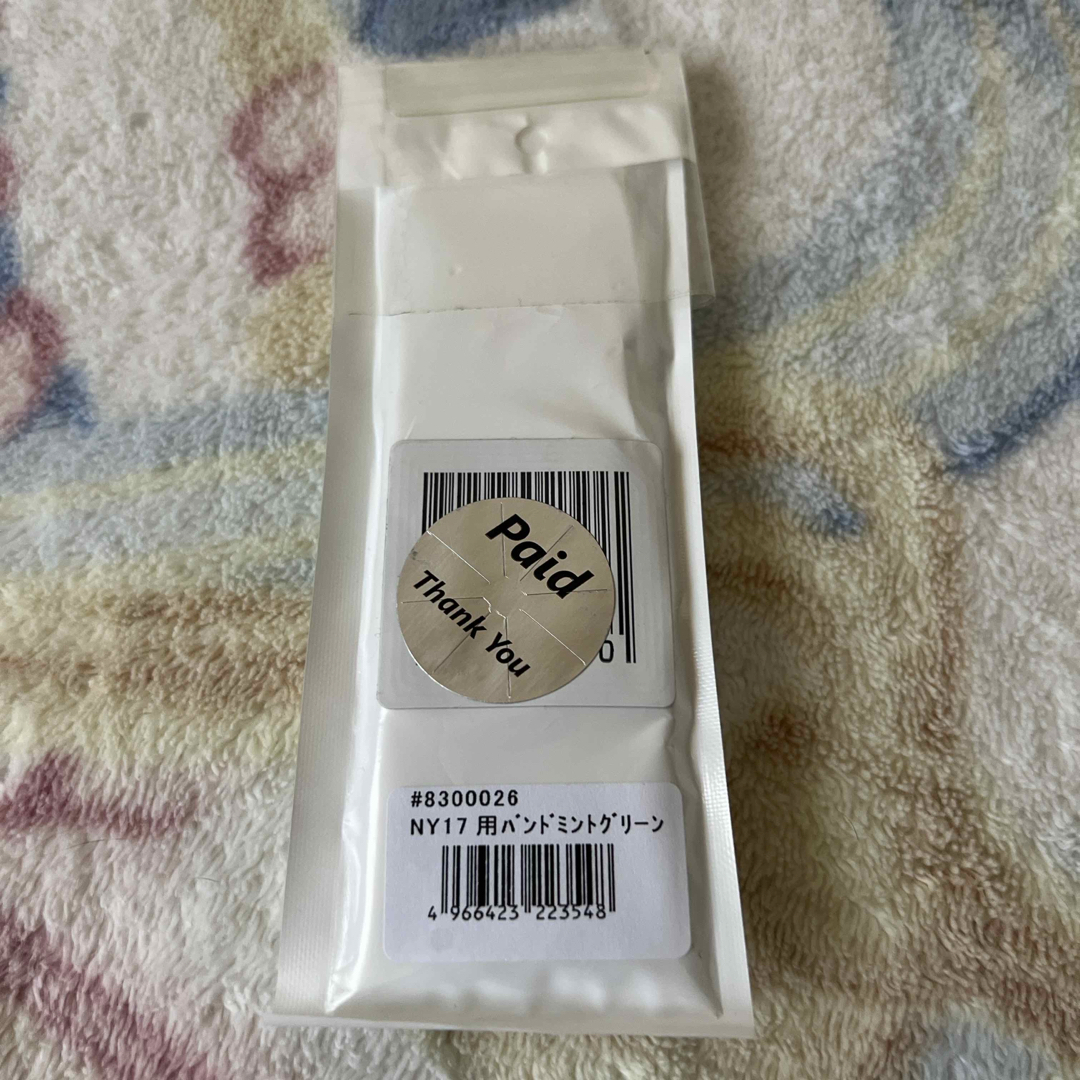 Paid
Thank You
0
#8300026
NY17 用ﾊﾞﾝﾄﾞﾐﾝﾄｸﾞﾘｰﾝ
4 966423 223548